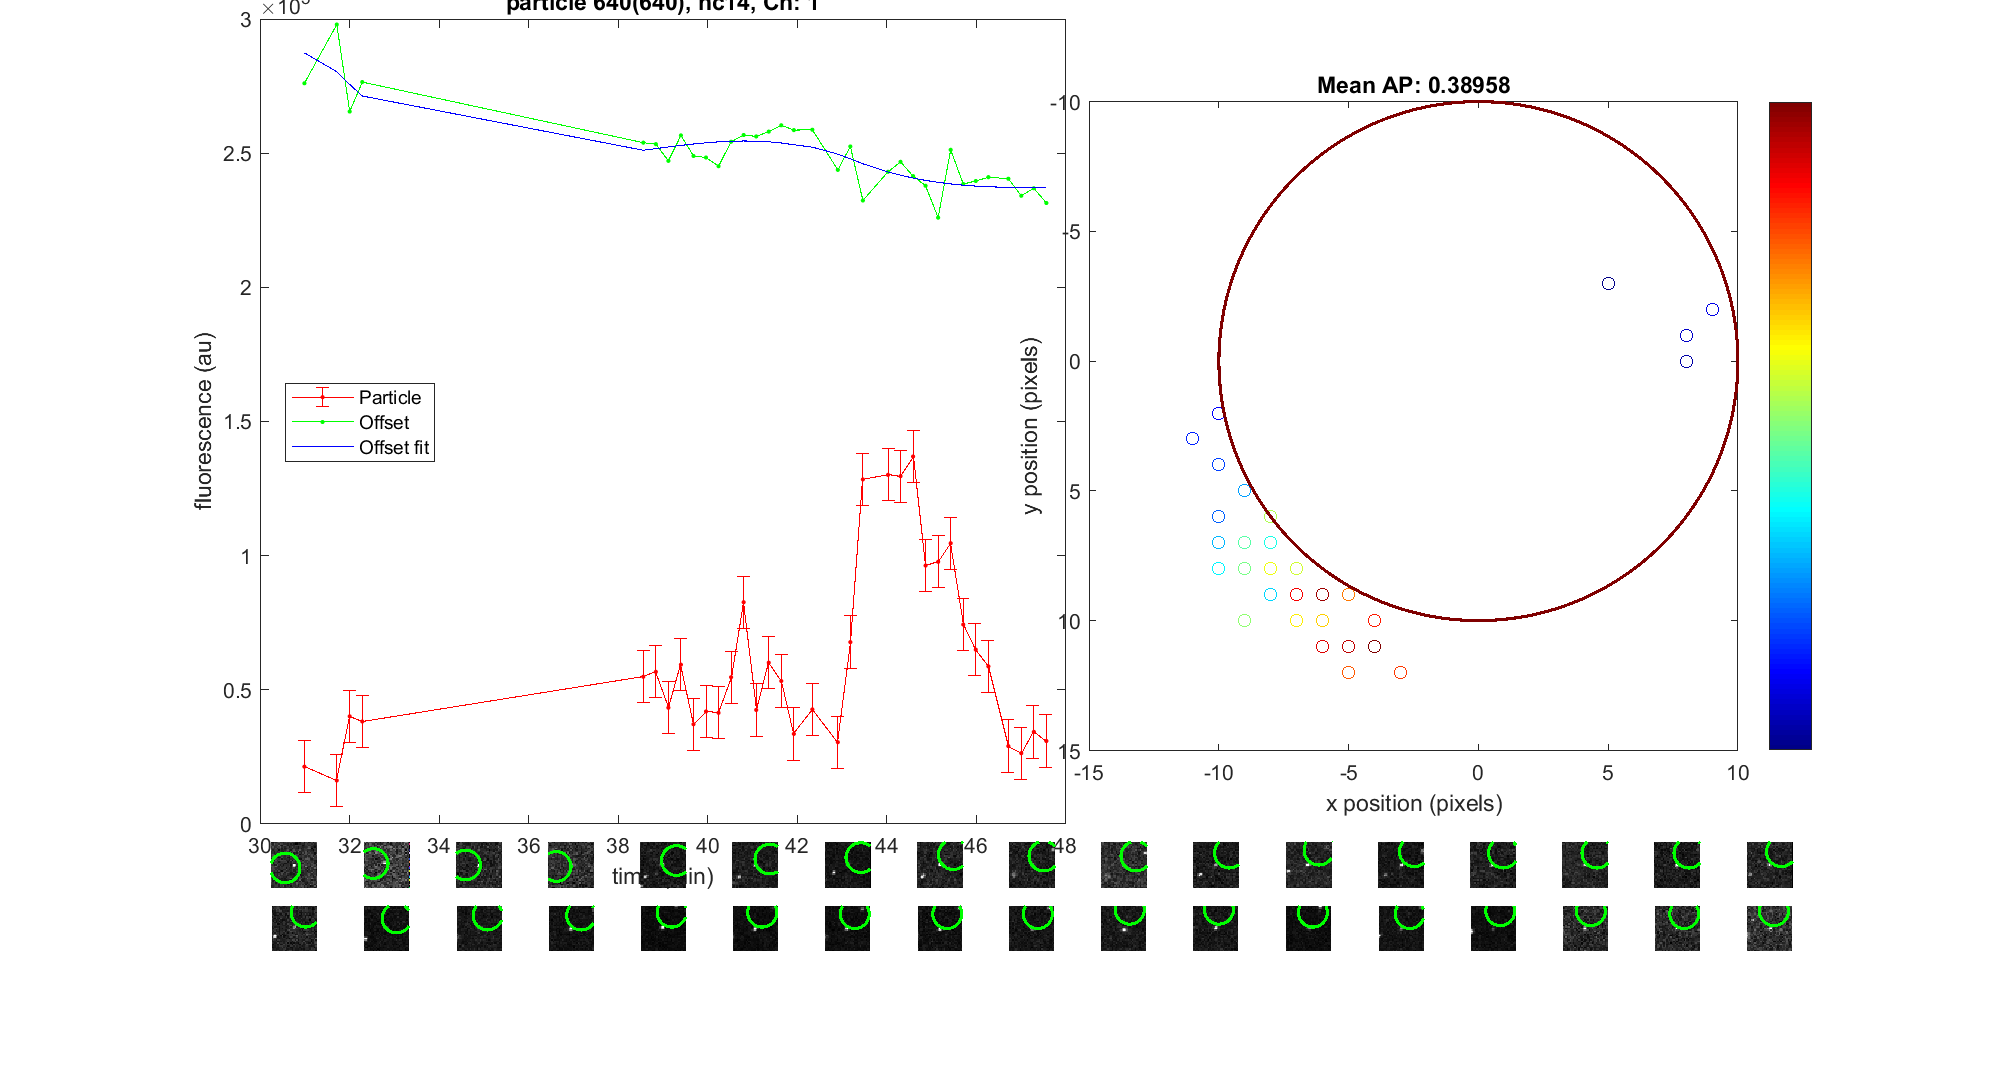 particle 640(640), nc14, Ch: 1
3
2.5
2
1.5
1
0.5
0
fluorescence (au)
Particle
Offset
Offset fit
30 32 34 36 38 40 42 44 46 48
Mean AP: 0.38958
-10
-5
0
5
10
15
y position (pixels)
-15 -10 -5 0 5 10
x position (pixels)